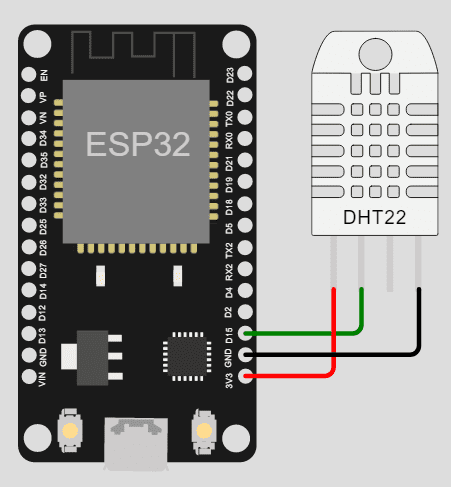 ESP32
EN
VP
VN
D34
D35
D32
D33
D25
D26
D27
D14
D12
D13
GND
VIN
D23
D22
TX0
RX0
D21
D19
D18
D5
TX2
RX2
D4
D2
D15
GND
3V3
DHT22